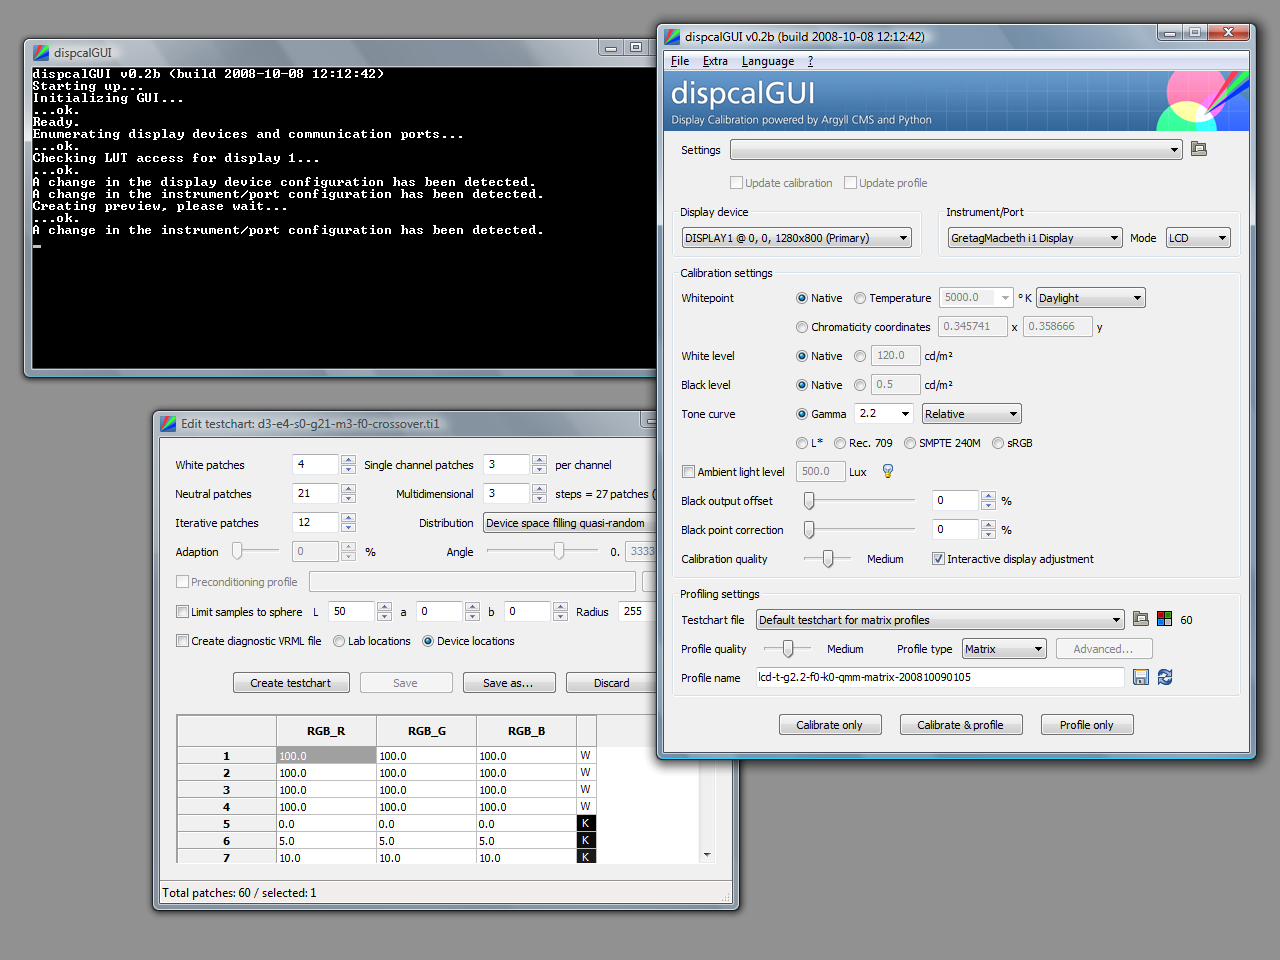 dispcalGUI
dispcalGUI v0.2b (build 2008-10-08 12:12:42)
Starting up...
Initializing GUI...
...ok.
Ready.
Enumerating display devices and communication ports...
...ok.
Checking LUT access for display 1...
...ok.
A change in the display device configuration has been detected.
A change in the instrument/port configuration has been detected.
Creating preview, please wait...
...ok.
A change in the instrument/port configuration has been detected.
dispcalGUI v0.2b (build 2008-10-08 12:12:42)
File Extra Language ?
dispcalGUI
Display Calibration powered by Argyll CMS and Python
Settings
Update calibration Update profile
Display device Instrument/Port
DISPLAY1 @ 0, 0, 1280x800 (Primary) GretagMacbeth i1 Display Mode LCD
Calibration settings
Whitepoint Native Temperature 5000.0 ° K Daylight
Chromaticity coordinates 0.345741 x 0.358666 y
White level Native 120.0 cd/m²
Black level Native 0.5 cd/m²
Tone curve Gamma 2.2 Relative
L* Rec. 709 SMPTE 240M sRGB
Ambient light level 500.0 Lux
Black output offset 0 %
Black point correction 0 %
Calibration quality Medium Interactive display adjustment
Profiling settings
Testchart file Default testchart for matrix profiles 60
Profile quality Medium Profile type Matrix Advanced...
Profile name lcd-t-g2.2-f0-k0-qmm-matrix-200810090105
Calibrate only Calibrate & profile Profile only
Edit testchart: d3-e4-s0-g21-m3-f0-crossover.ti1
White patches 4 Single channel patches 3 per channel
Neutral patches 21 Multidimensional 3 steps = 27 patches (
Iterative patches 12 Distribution Device space filling quasi-random
Adaption 0 % Angle 0. 3333
Preconditioning profile
Limit samples to sphere L 50 a 0 b 0 Radius 255
Create diagnostic VRML file Lab locations Device locations
Create testchart Save Save as... Discard
RGB_R RGB_G RGB_B
1 100.0 100.0 100.0 W
2 100.0 100.0 100.0 W
3 100.0 100.0 100.0 W
4 100.0 100.0 100.0 W
5 0.0 0.0 0.0 K
6 5.0 5.0 5.0 K
7 10.0 10.0 10.0 K
Total patches: 60 / selected: 1